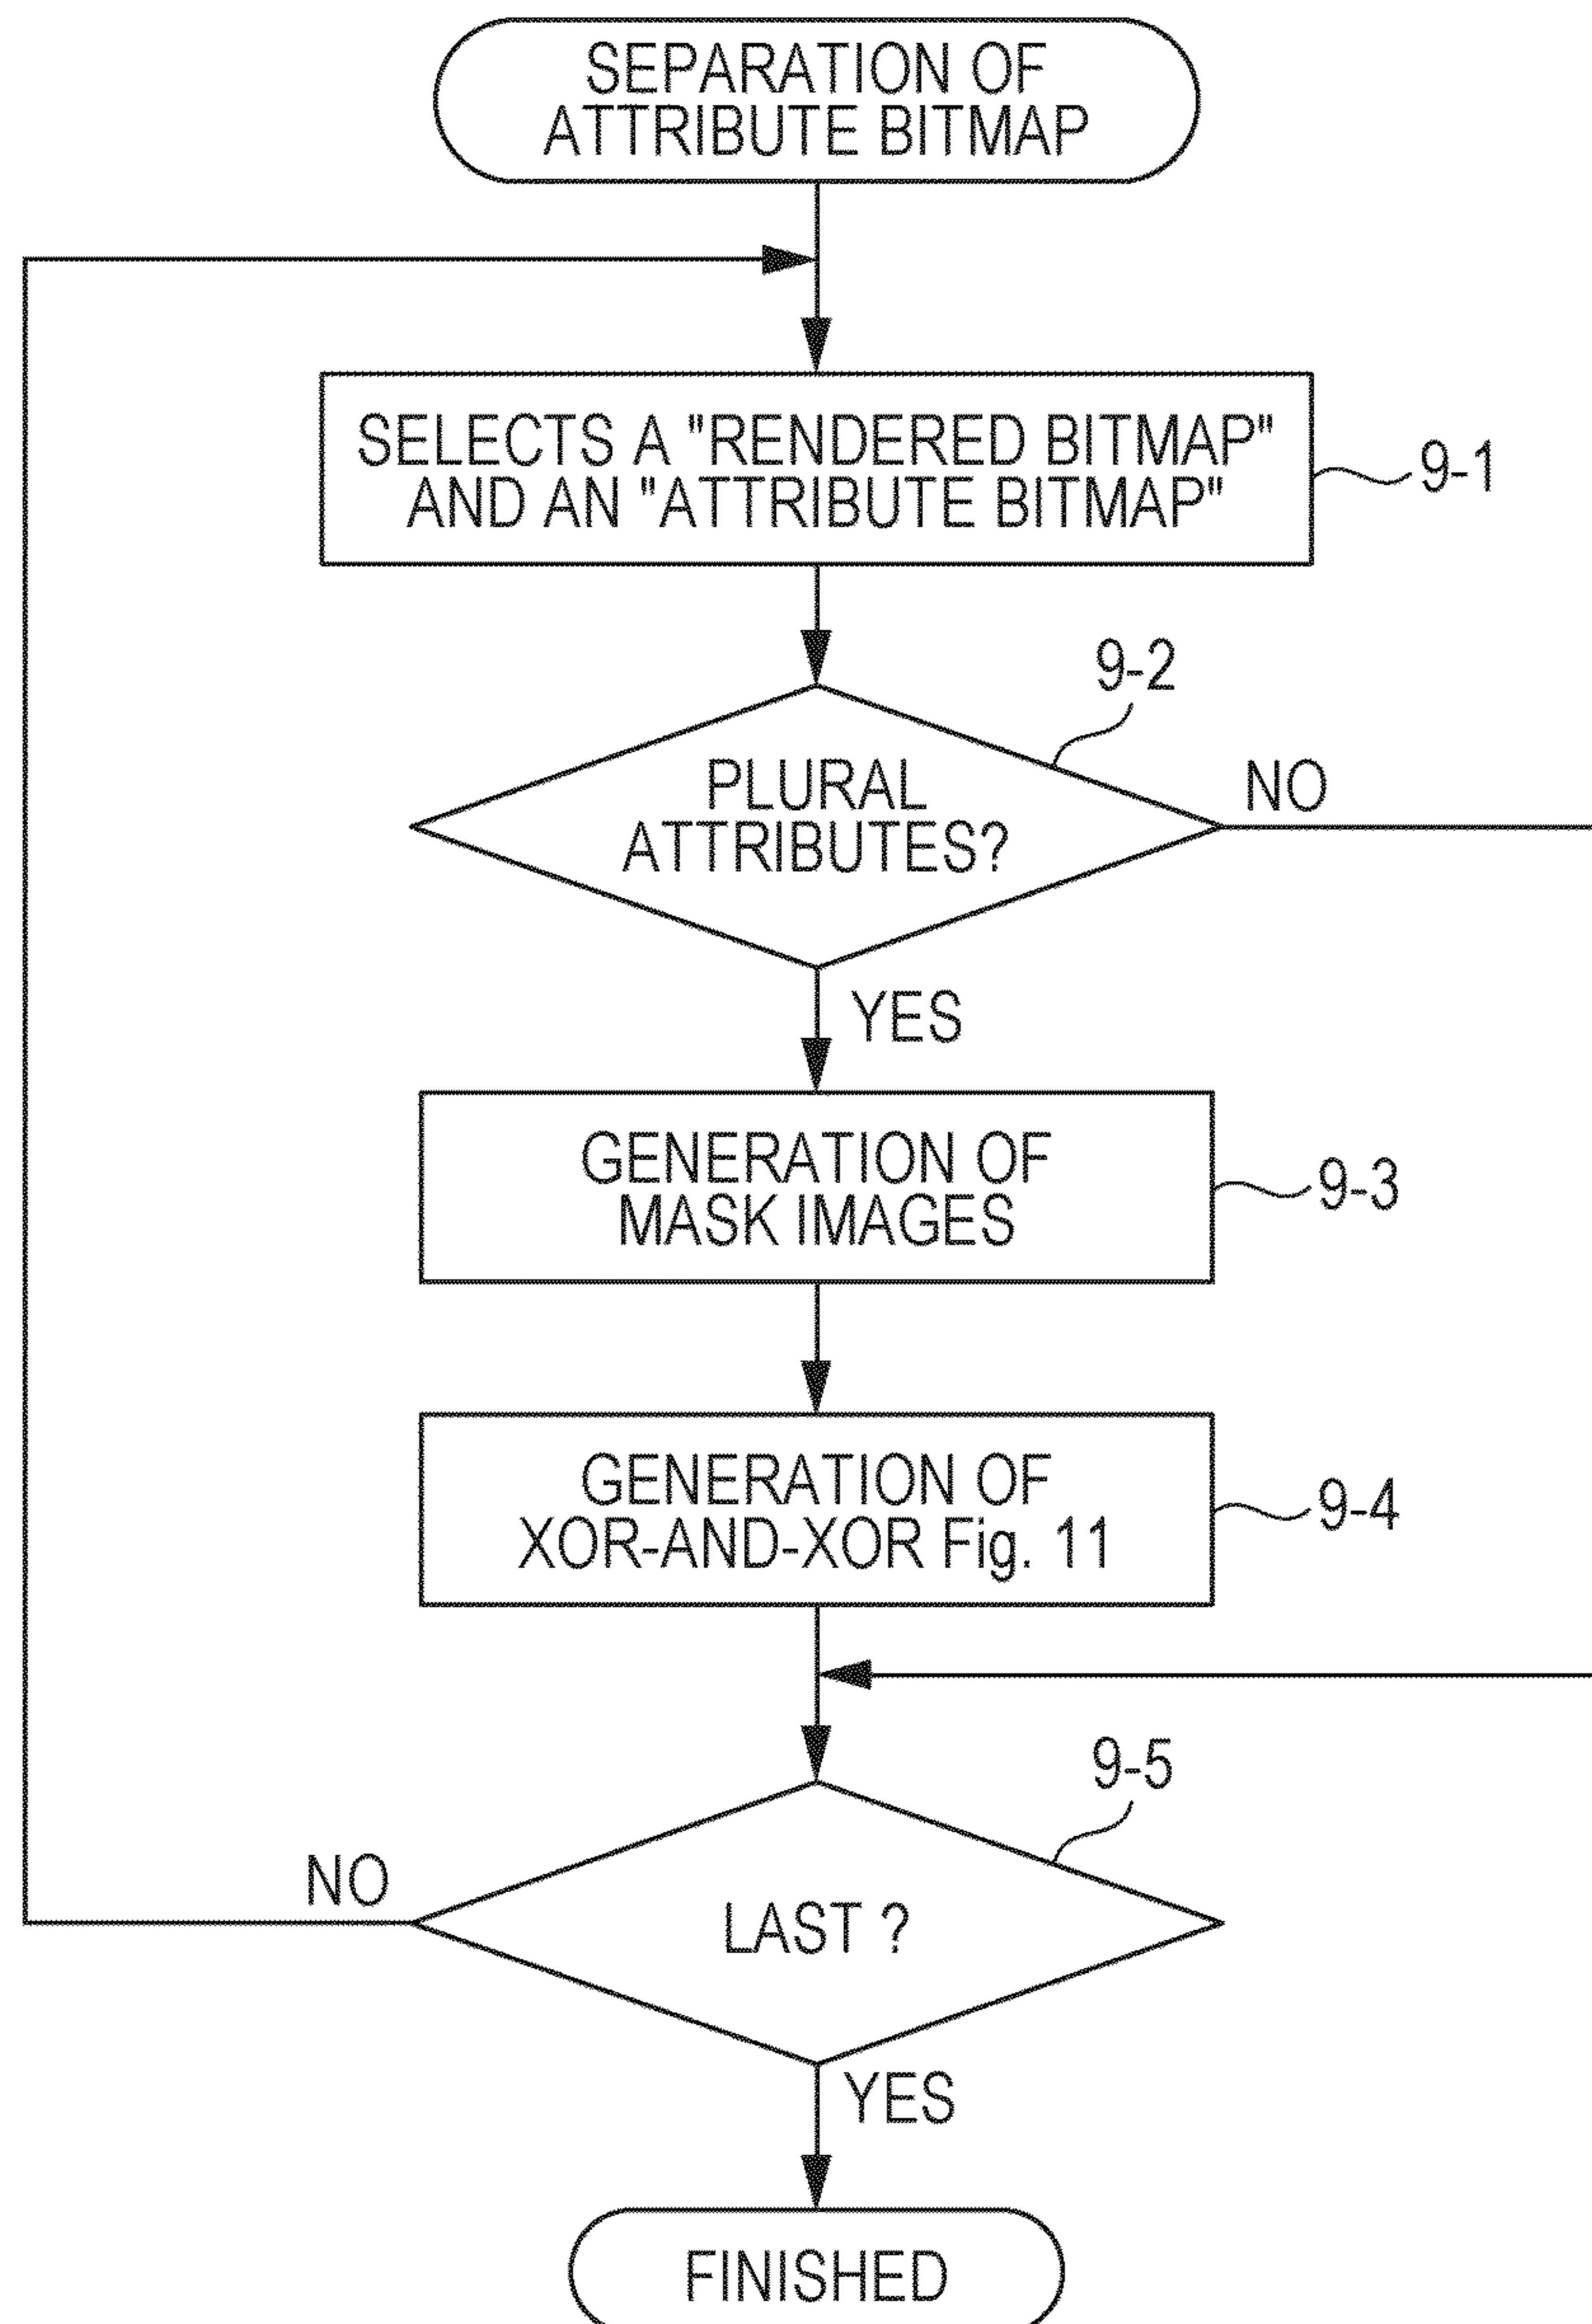 SEPARATION OF
ATTRIBUTE BITMAP
SELECTS A "RENDERED BITMAP"
AND AN "ATTRIBUTE BITMAP"
9-1
9-2
PLURAL
ATTRIBUTES?
NO
YES
GENERATION OF
MASK IMAGES
9-3
GENERATION OF
XOR-AND-XOR Fig. 11
9-4
9-5
LAST ?
NO
YES
FINISHED